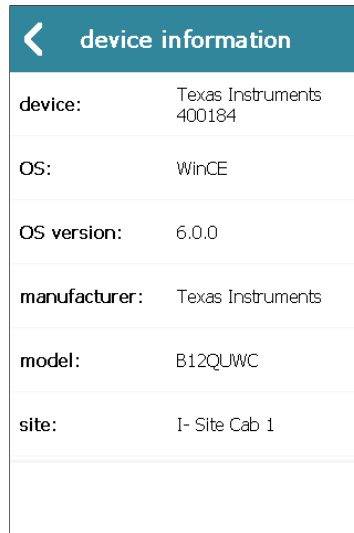 device information
device: Texas Instruments
400184
OS: WinCE
OS version: 6.0.0
manufacturer: Texas Instruments
model: B12QUWC
site: I- Site Cab 1